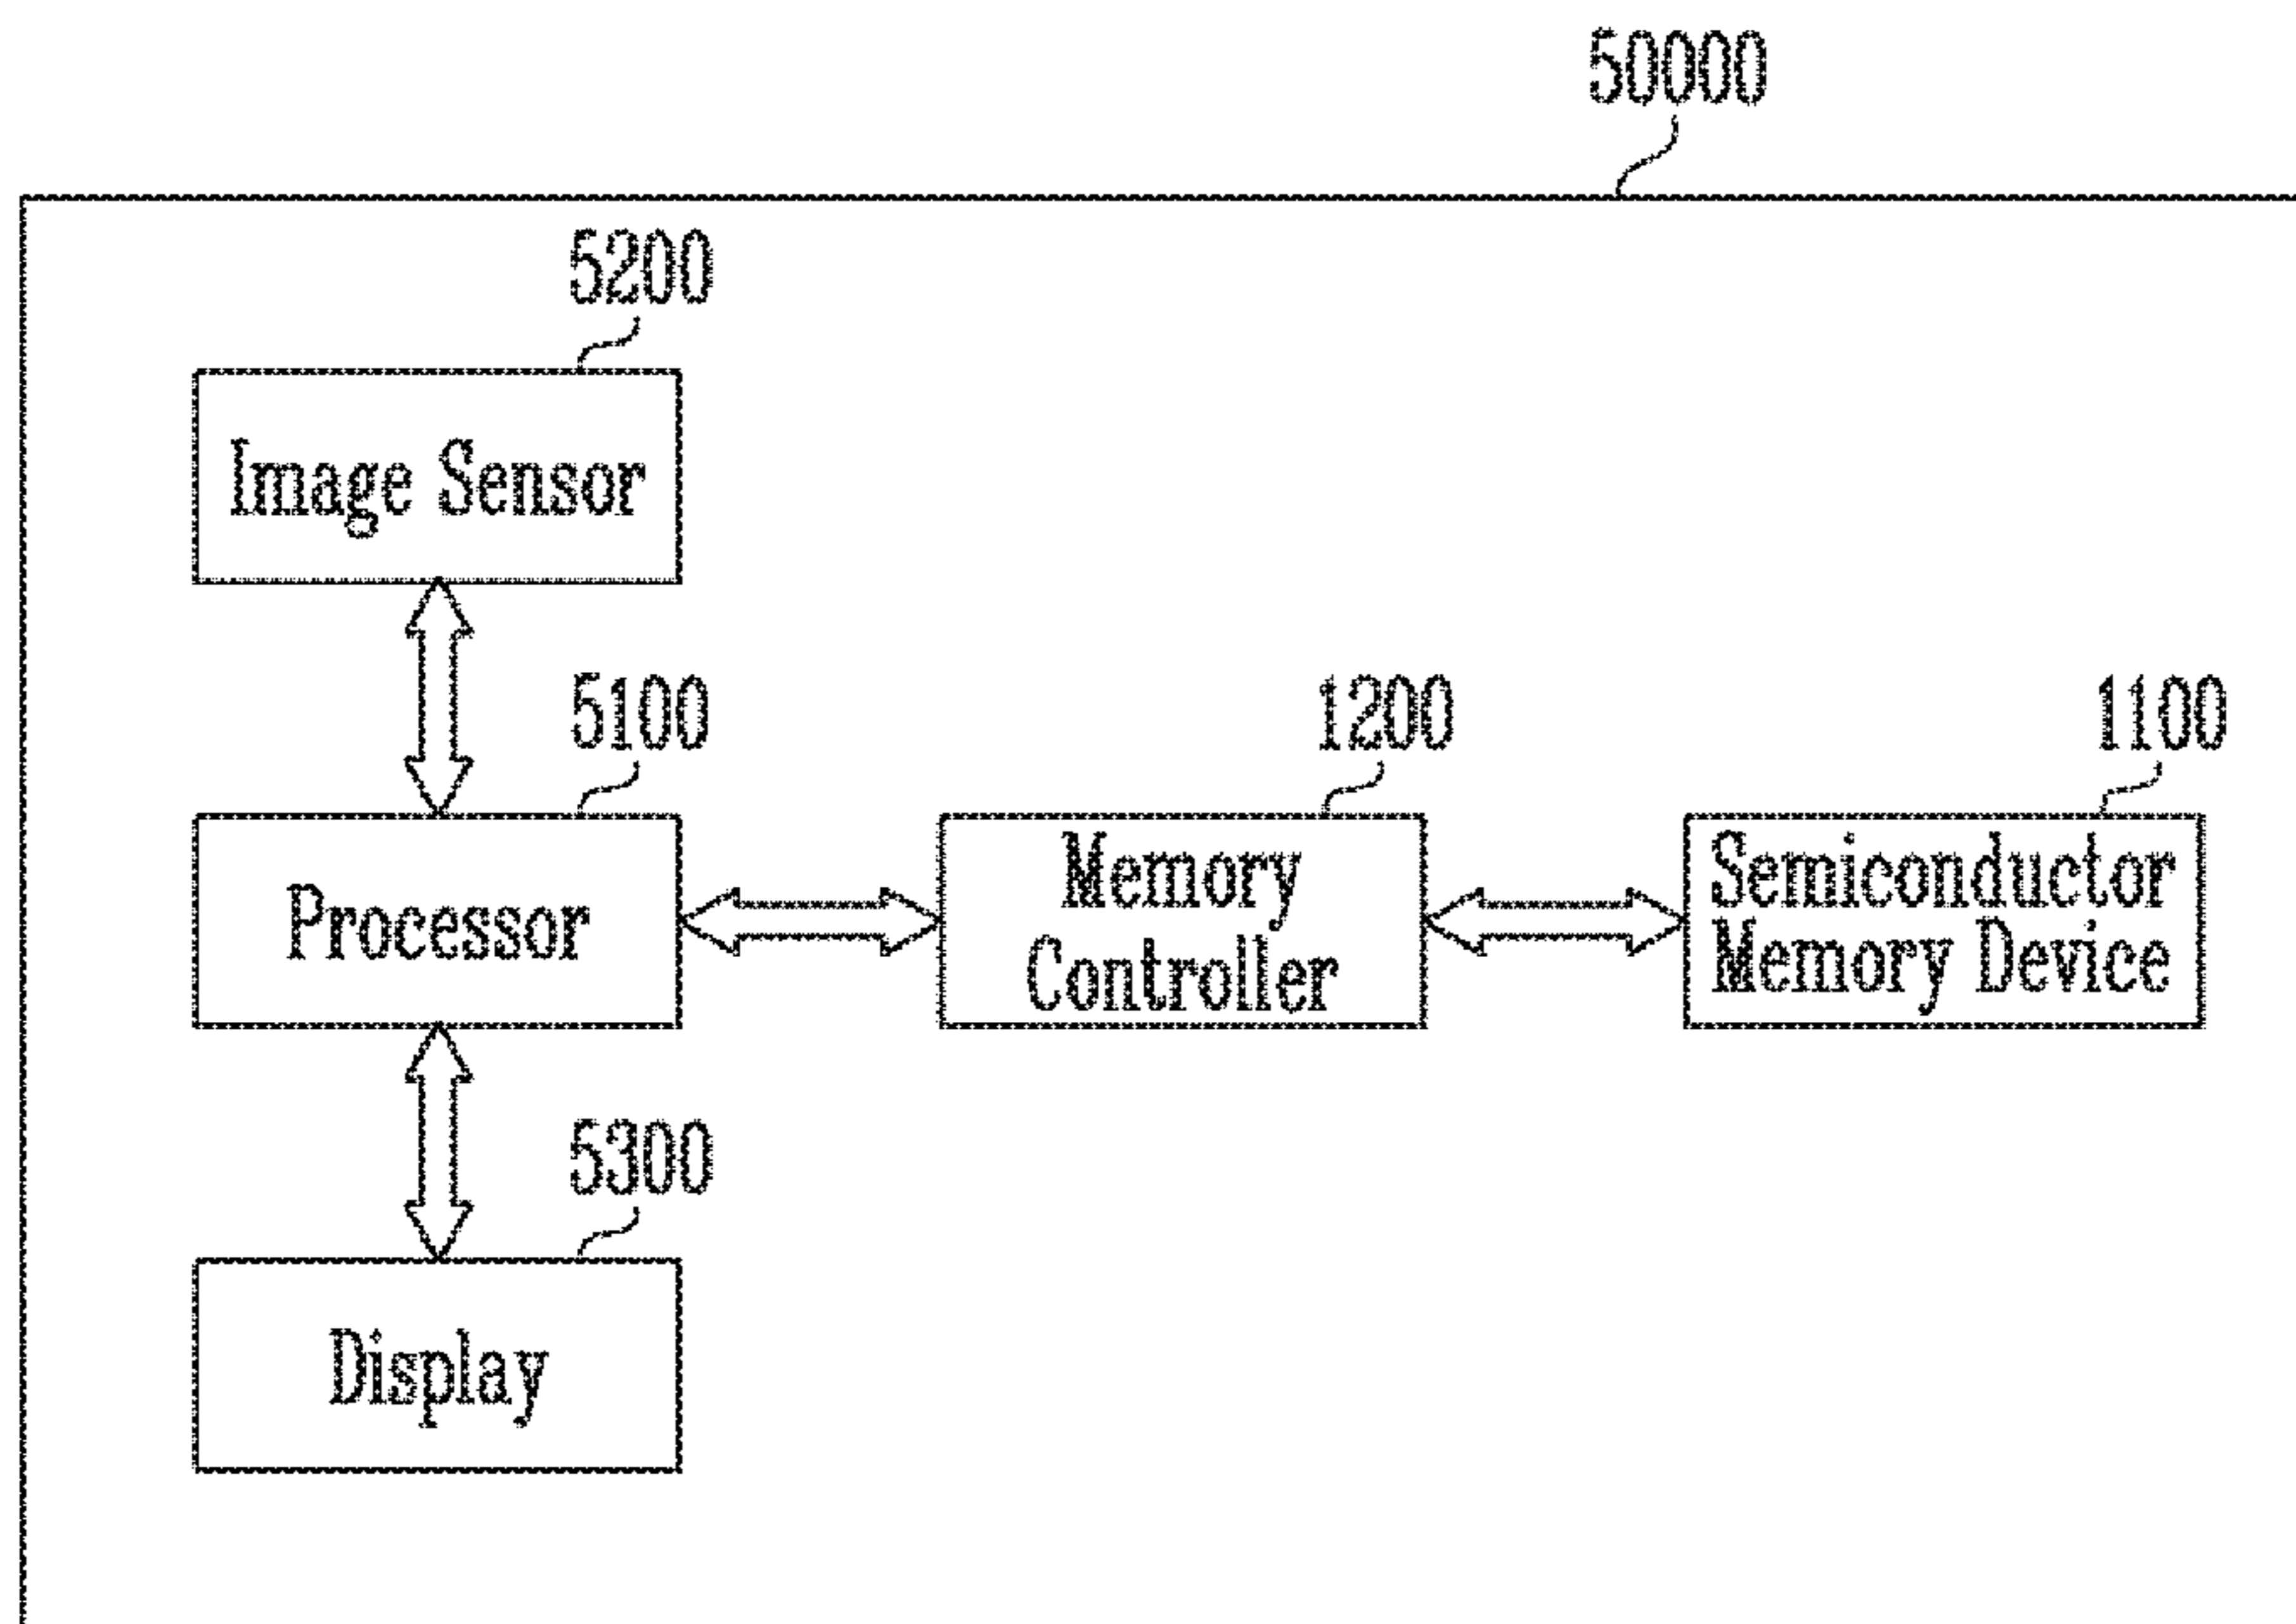 50000
5200
Image Sensor
5100
1200
1100
Processor
Memory
Controller
Semiconductor
Memory Device
5300
Display